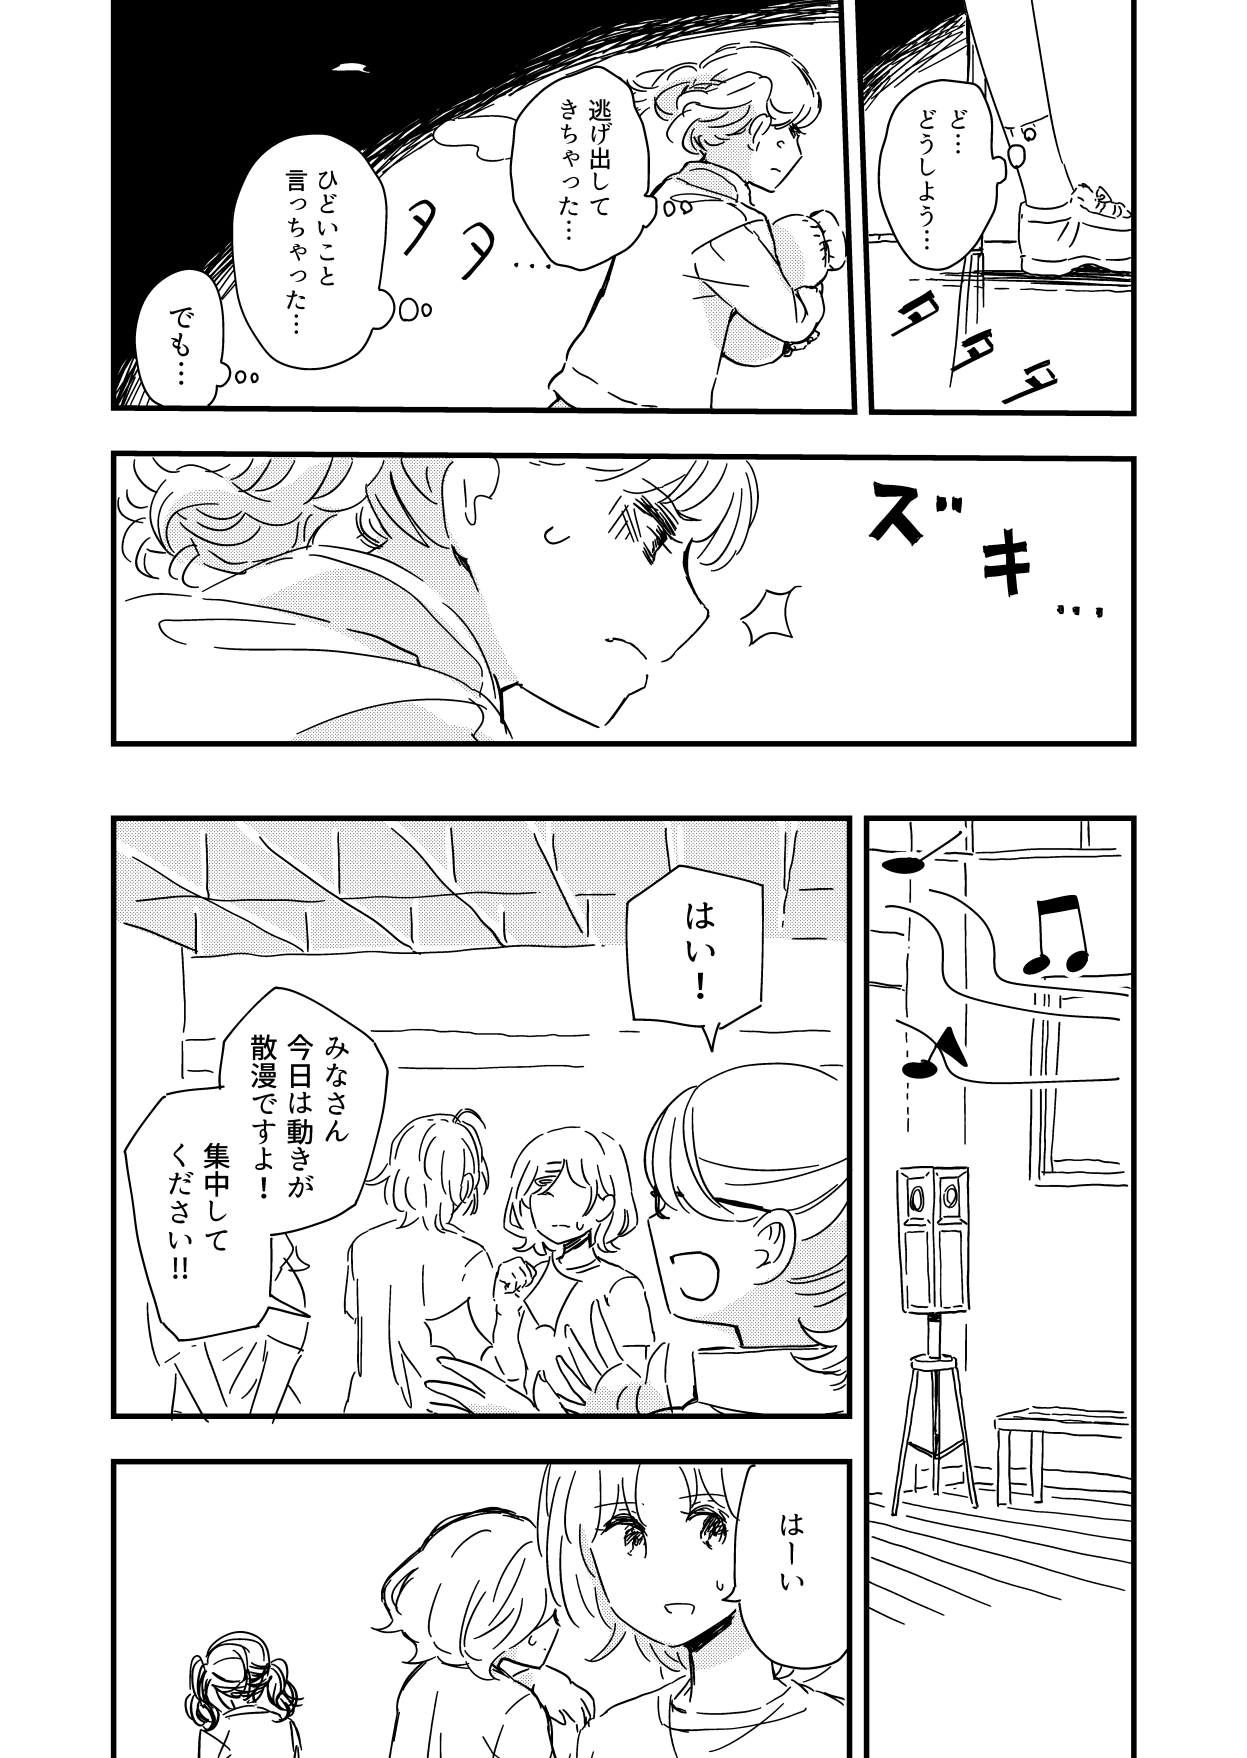 ど…
どうしよう…
タ
タ
タ
逃げ出して
きちゃった…
タ
タ
…
ひどいこと
言っちゃった…
でも…
ズ
キ
…
はい！
みなさん
今日は動きが
散漫ですよ！
集中して
ください!!
はーい